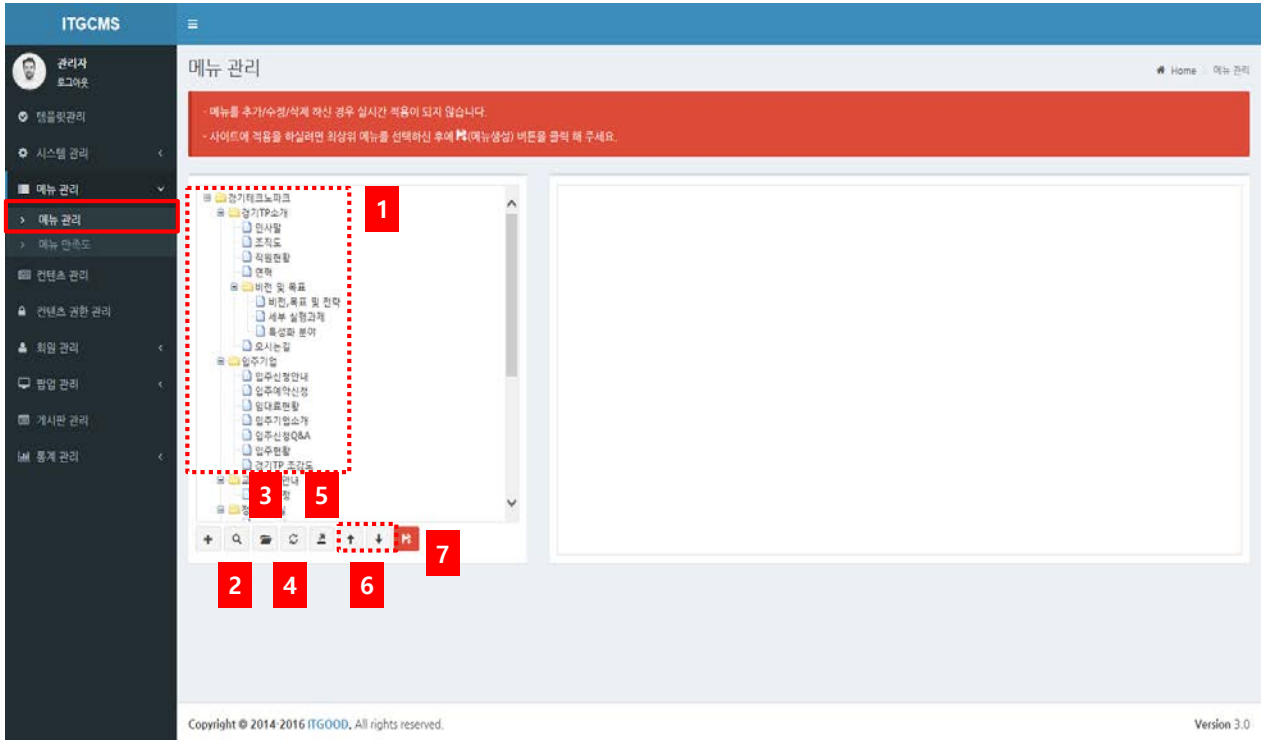 ITGCMS
관리자
로그아웃
템플릿관리
시스템 관리
메뉴 관리
메뉴 관리
메뉴 만족도
컨텐츠 관리
컨텐츠 권한 관리
회원 관리
팝업 관리
게시판 관리
통계 관리
메뉴 관리
Home
메뉴 관리
- 메뉴를 추가/수정/삭제 하신 경우 실시간 적용이 되지 않습니다.
- 사이트에 적용을 하실려면 최상위 메뉴를 선택하신 후에 (메뉴생성) 버튼을 클릭 해 주세요.
경기테크노파크
경기TP소개
인사말
조직도
직원현황
연혁
비전 및 목표
비전,목표 및 전략
세부 실행과제
특성화 분야
오시는길
입주기업
입주신청안내
입주예약신청
임대료현황
입주기업소개
입주신청Q&A
입주현황
경기TP 조감도
안내
정
1
3
5
7
2
4
6
Copyright © 2014-2016 ITGOOD. All rights reserved.
Version 3.0